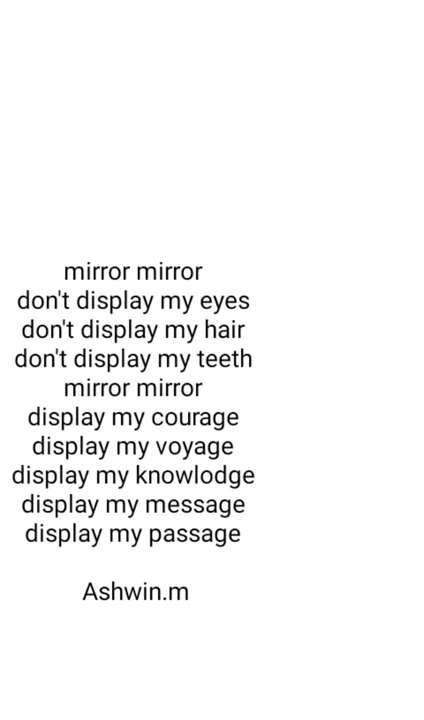 mirror mirror
don't display my eyes
don't display my hair
don't display my teeth
mirror mirror
display my courage
display my voyage
display my knowlodge
display my message
display my passage
Ashwin.m